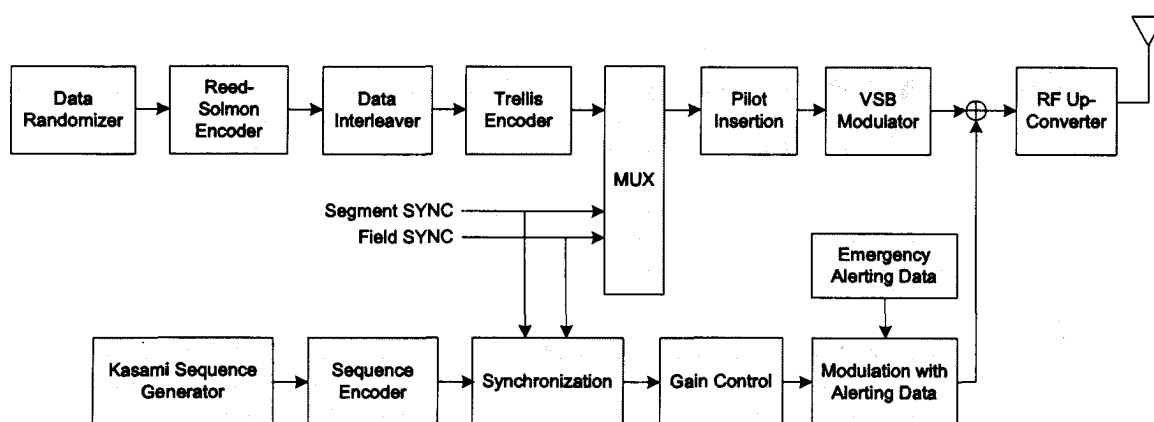 Data
Randomizer
Reed-
Solmon
Encoder
Data
Interleaver
Trellis
Encoder
MUX
Pilot
Insertion
VSB
Modulator
RF Up-
Converter
Segment SYNC
Field SYNC
Emergency
Alerting Data
Kasami Sequence
Generator
Sequence
Encoder
Synchronization
Gain Control
Modulation with
Alerting Data